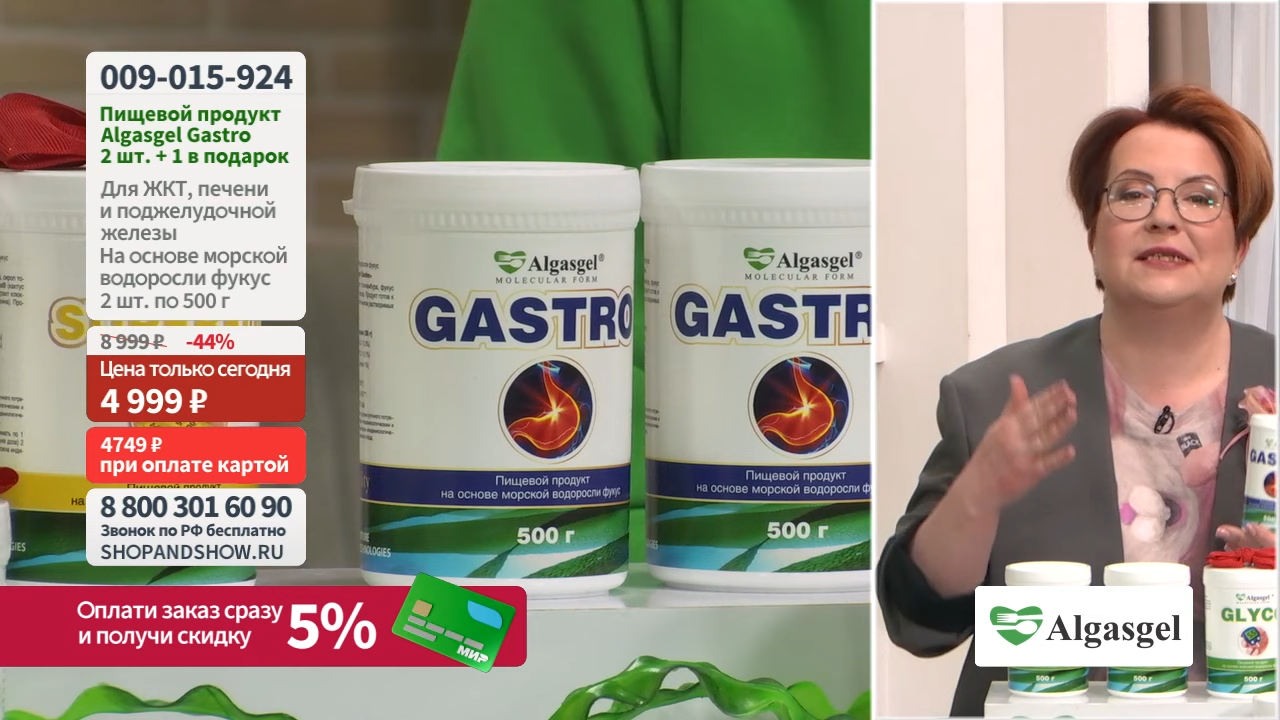 009-015-924
Пищевой продукт
Algasgel Gastro
2 шт. + 1 в подарок
Для ЖКТ, печени
и поджелудочной
железы
На основе морской
водоросли фукус
2 шт. по 500 г
8 999 ₽ -44%
Цена только сегодня
4 999 ₽
4749 ₽
при оплате картой
8 800 301 60 90
Звонок по РФ бесплатно
SHOPANDSHOW.RU
Оплати заказ сразу
и получи скидку
5%
МИР
Algasgel®
MOLECULAR FORM
GASTRO
Пищевой продукт
на основе морской водоросли фукус
500 г
Algasgel®
MOLECULAR FORM
GASTR
Пищевой продукт
на основе морской водоросли фукус
500 г
GAS
Algasgel
GLYC
Algasgel
500 г
500 г
500 г